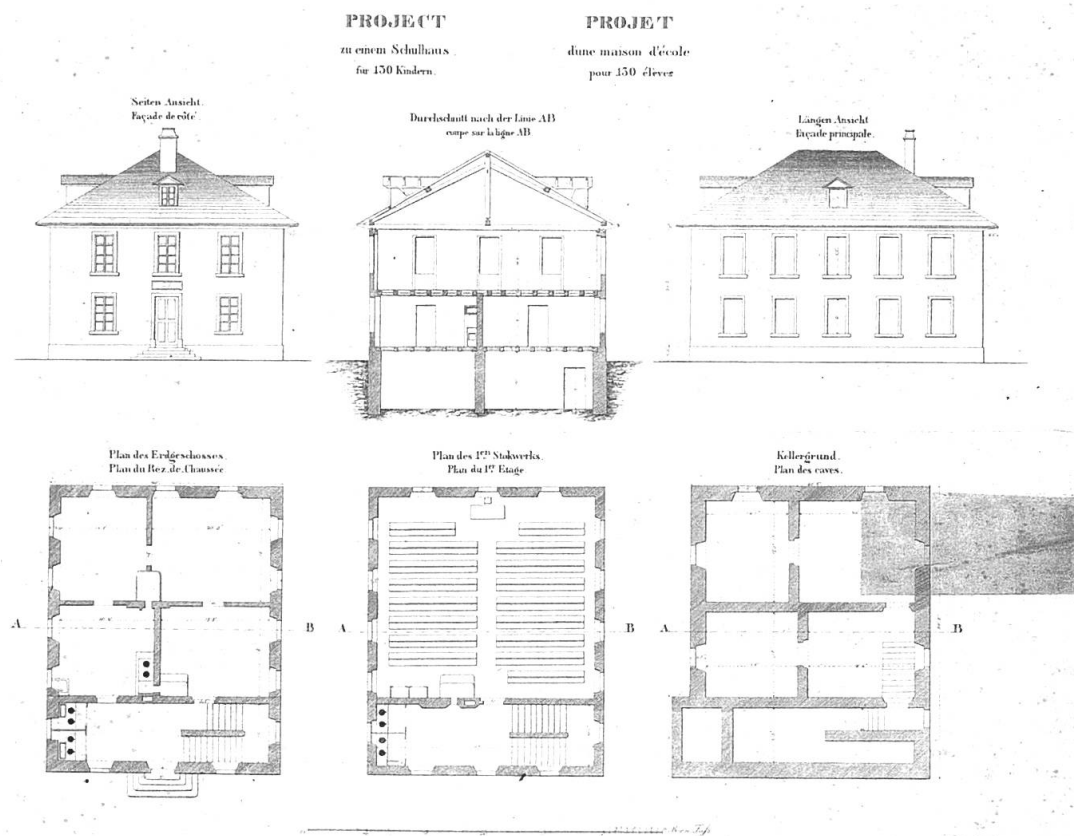 PROJECT
zu einem Schulhaus.
für 150 Kindern.
PROJET
d'une maison d'école
pour 150 élèves
Seiten Ansicht.
Façade de côté.
Durchschnitt nach der Linie AB
coupe sur la ligne AB
Längen Ansicht
Façade principale.
Plan des Erdgeschosses.
Plan du Rez. de. Chaussée
Plan des 1ten Stokwerks.
Plan du 1er Etage
Kellergrund.
Plan des caves.
A B
A B
A B